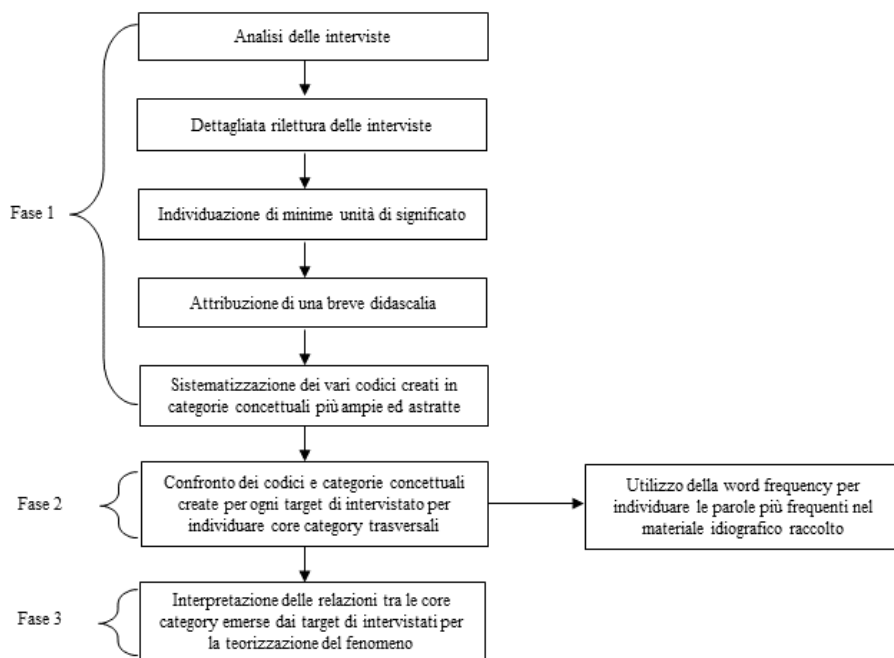 Analisi delle interviste
Dettagliata rilettura delle interviste
Fase 1
Individuazione di minime unità di significato
Attribuzione di una breve didascalia
Sistematizzazione dei vari codici creati in
categorie concettuali più ampie ed astratte
Fase 2
Confronto dei codici e categorie concettuali
create per ogni target di intervistato per
individuare core category trasversali
Utilizzo della word frequency per
individuare le parole più frequenti nel
materiale idiografico raccolto
Fase 3
Interpretazione delle relazioni tra le core
category emerse dai target di intervistati per
la teorizzazione del fenomeno